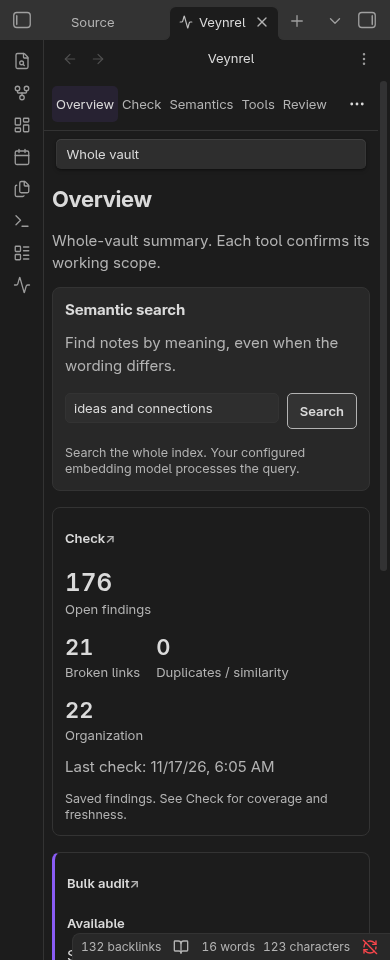 Source
Veynrel
Veynrel
Overview Check Semantics Tools Review
Whole vault
Overview
Whole-vault summary. Each tool confirms its
working scope.
Semantic search
Find notes by meaning, even when the
wording differs.
ideas and connections
Search
Search the whole index. Your configured
embedding model processes the query.
Check↗
176
Open findings
21 0
Broken links Duplicates / similarity
22
Organization
Last check: 11/17/26, 6:05 AM
Saved findings. See Check for coverage and
freshness.
Bulk audit↗
Available
132 backlinks 16 words 123 characters